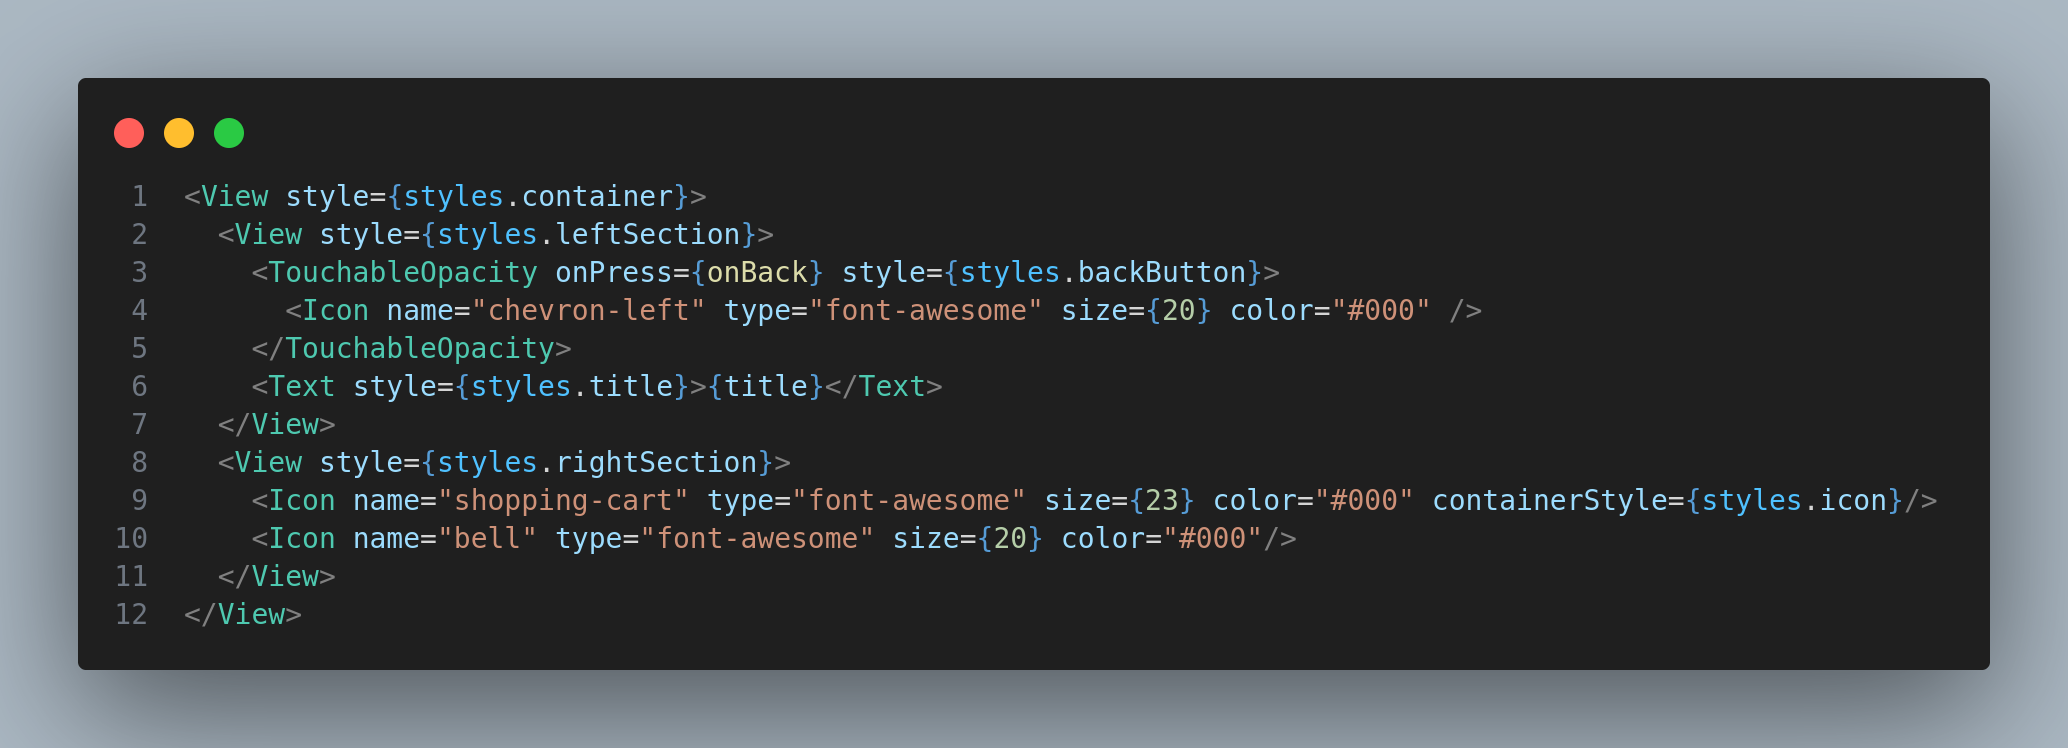 1 <View style={styles.container}>
2   <View style={styles.leftSection}>
3     <TouchableOpacity onPress={onBack} style={styles.backButton}>
4       <Icon name="chevron-left" type="font-awesome" size={20} color="#000" />
5     </TouchableOpacity>
6     <Text style={styles.title}>{title}</Text>
7   </View>
8   <View style={styles.rightSection}>
9     <Icon name="shopping-cart" type="font-awesome" size={23} color="#000" containerStyle={styles.icon}/>
10     <Icon name="bell" type="font-awesome" size={20} color="#000"/>
11   </View>
12 </View>